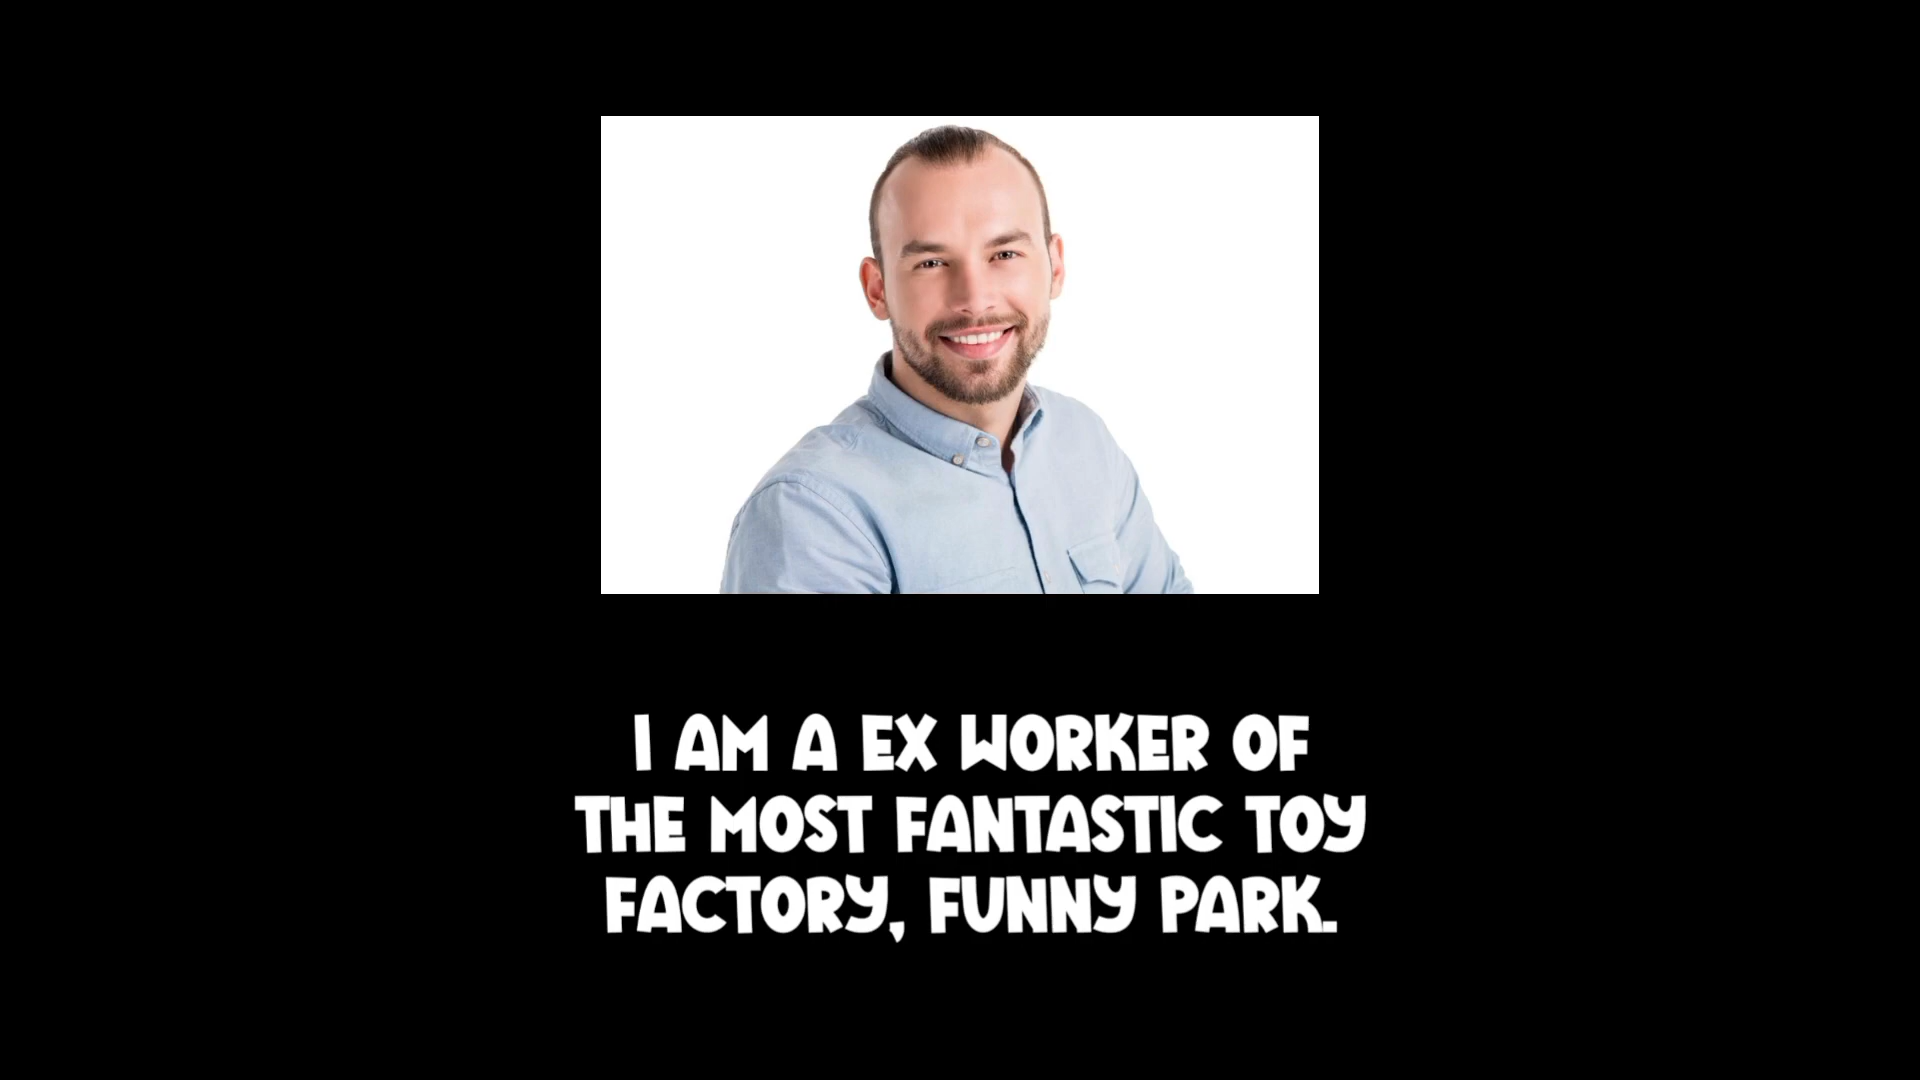 I AM A EX WORKER OF
THE MOST FANTASTIC TOY
FACTORY, FUNNY PARK.